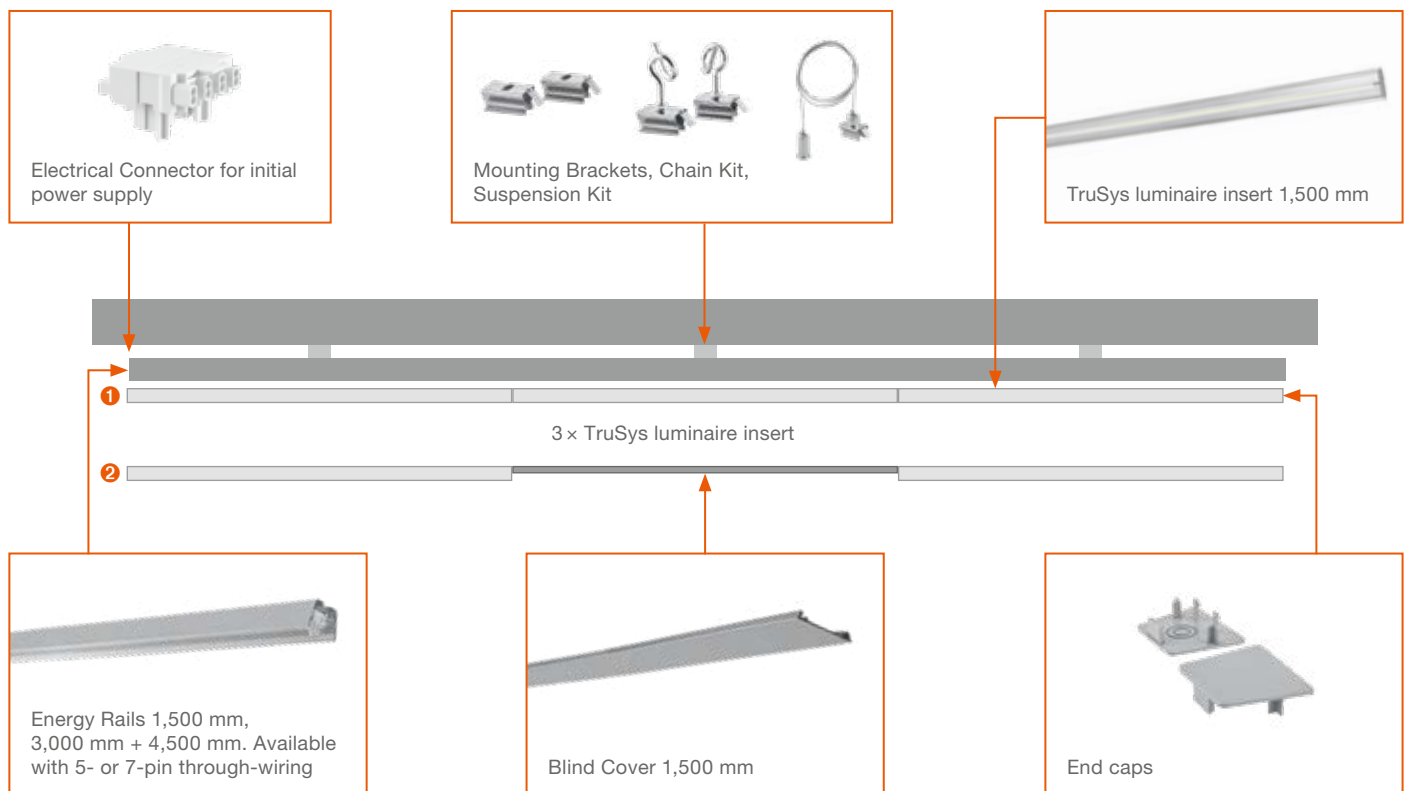 Electrical Connector for initial
power supply
Mounting Brackets, Chain Kit,
Suspension Kit
TruSys luminaire insert 1,500 mm
1
3 × TruSys luminaire insert
2
Energy Rails 1,500 mm,
3,000 mm + 4,500 mm. Available
with 5- or 7-pin through-wiring
Blind Cover 1,500 mm
End caps